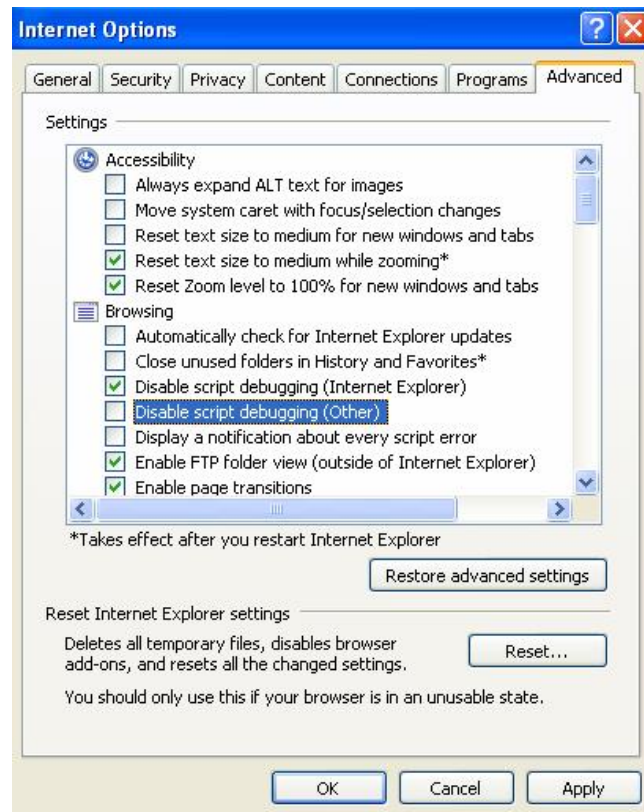 Internet Options
General Security Privacy Content Connections Programs Advanced
Settings
Accessibility
Always expand ALT text for images
Move system caret with focus/selection changes
Reset text size to medium for new windows and tabs
Reset text size to medium while zooming*
Reset Zoom level to 100% for new windows and tabs
Browsing
Automatically check for Internet Explorer updates
Close unused folders in History and Favorites*
Disable script debugging (Internet Explorer)
Disable script debugging (Other)
Display a notification about every script error
Enable FTP folder view (outside of Internet Explorer)
Enable page transitions
*Takes effect after you restart Internet Explorer
Restore advanced settings
Reset Internet Explorer settings
Deletes all temporary files, disables browser
add-ons, and resets all the changed settings.
Reset...
You should only use this if your browser is in an unusable state.
OK Cancel Apply